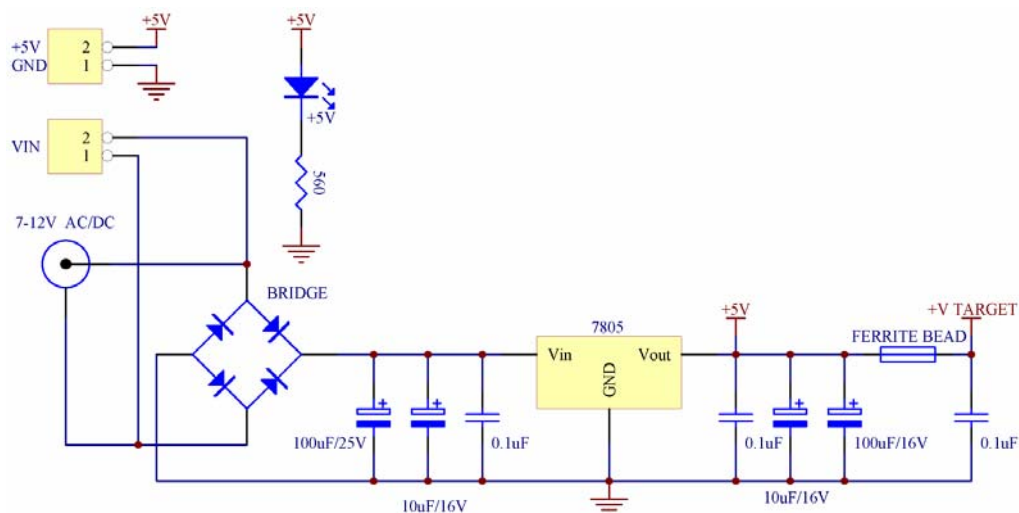 +5V
+5V
+5V 2
GND 1
VIN 2
1
+5V
560
7-12V AC/DC
BRIDGE
7805
Vin
Vout
GND
+5V
+V TARGET
FERRITE BEAD
+
+
+
+
100uF/25V
0.1uF
0.1uF
100uF/16V
0.1uF
10uF/16V
10uF/16V